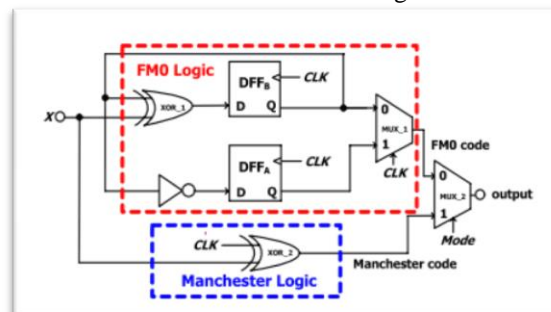 FM0 Logic
DFFB
CLK
D Q
XOR_1
X
0
MUX_1
1
CLK
FM0 code
DFFA
CLK
D Q
0
MUX_2
1
output
Mode
CLK
XOR_2
Manchester code
Manchester Logic